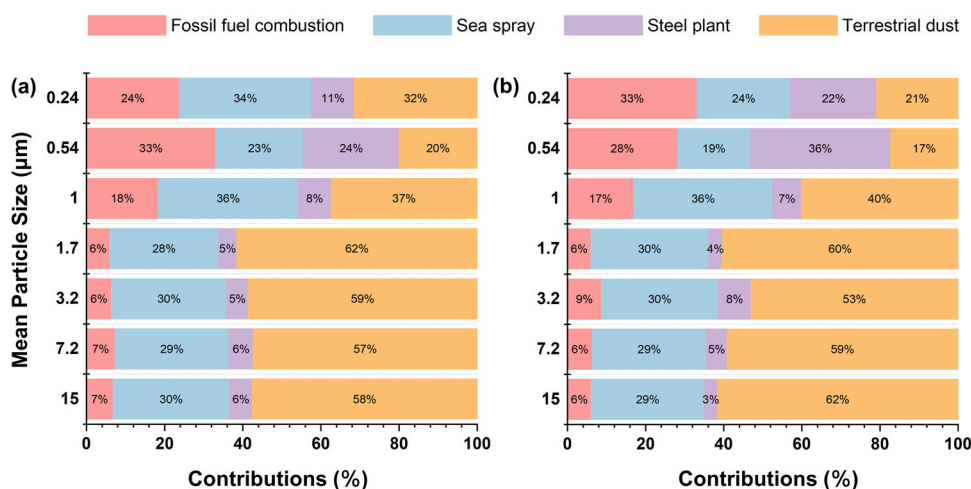 Fossil fuel combustion Sea spray Steel plant Terrestrial dust
(a) (b)
Mean Particle Size (μm)
0.24 24% 34% 11% 32%
0.54 33% 23% 24% 20%
1 18% 36% 8% 37%
1.7 6% 28% 5% 62%
3.2 6% 30% 5% 59%
7.2 7% 29% 6% 57%
15 7% 30% 6% 58%
0 20 40 60 80 100
Contributions (%)
0.24 33% 24% 22% 21%
0.54 28% 19% 36% 17%
1 17% 36% 7% 40%
1.7 6% 30% 4% 60%
3.2 9% 30% 8% 53%
7.2 6% 29% 5% 59%
15 6% 29% 3% 62%
0 20 40 60 80 100
Contributions (%)